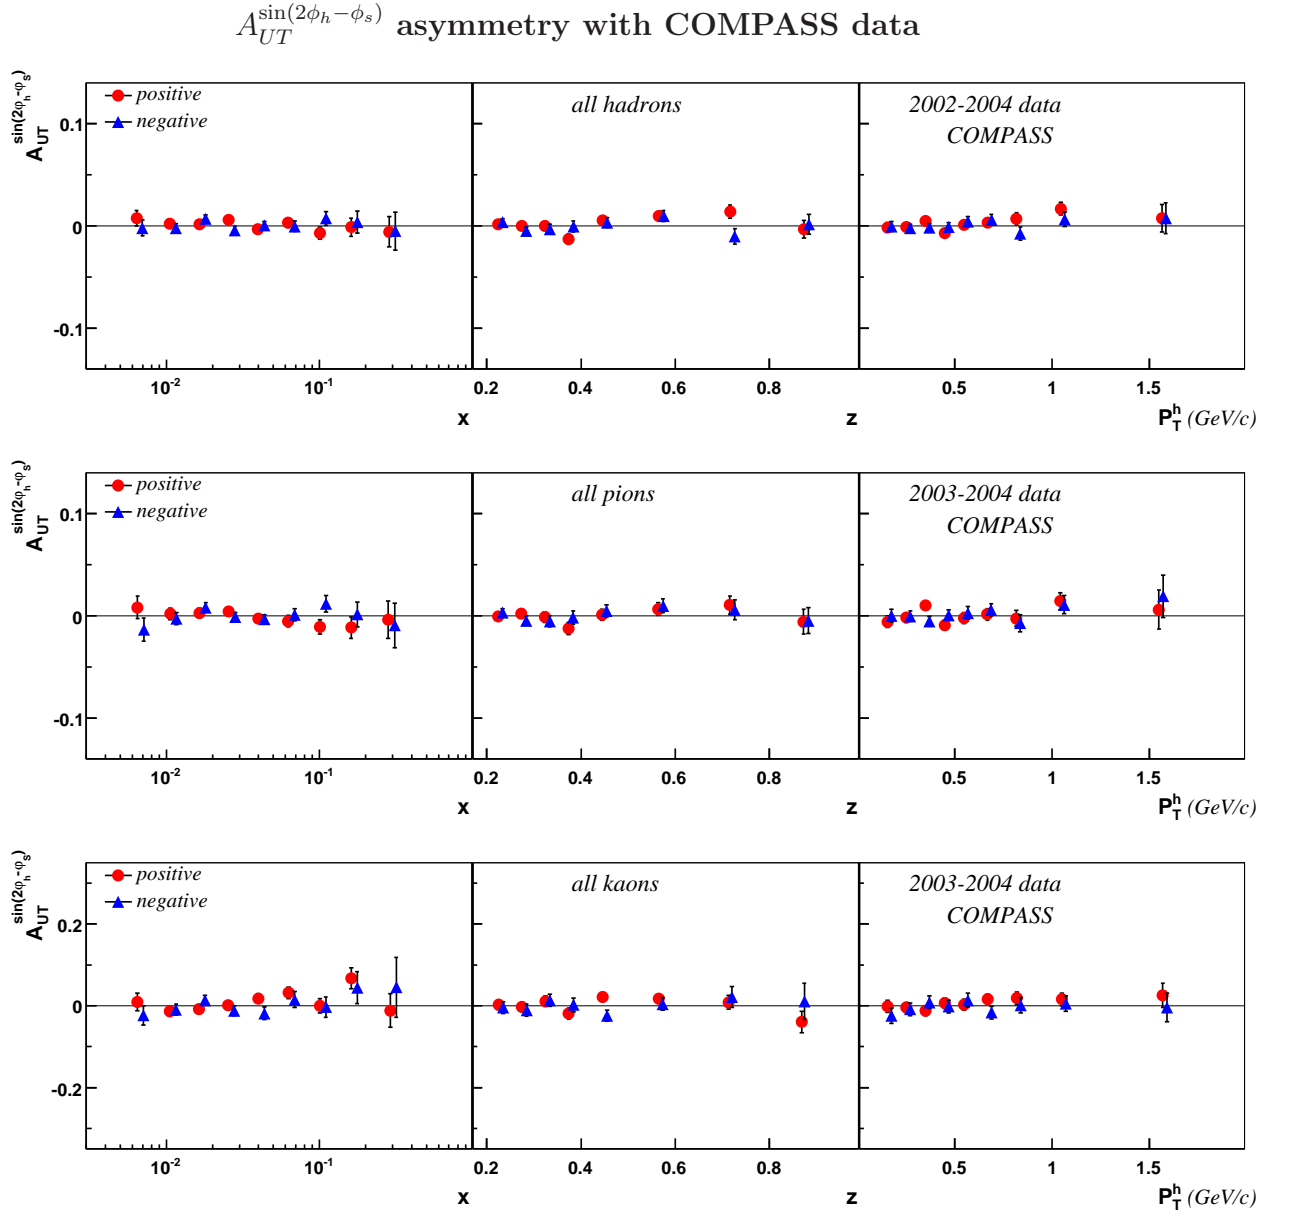 A_{UT}^{sin(2ϕ_h−ϕ_s)} asymmetry with COMPASS data
A_{UT}^{sin(2φ_h-φ_s)}
positive
negative
all hadrons
2002-2004 data
COMPASS
0.1
0
-0.1
10^{-2} 10^{-1} 0.2 0.4 0.6 0.8 0.5 1 1.5
x z P_T^h (GeV/c)
A_{UT}^{sin(2φ_h-φ_s)}
positive
negative
all pions
2003-2004 data
COMPASS
0.1
0
-0.1
10^{-2} 10^{-1} 0.2 0.4 0.6 0.8 0.5 1 1.5
x z P_T^h (GeV/c)
A_{UT}^{sin(2φ_h-φ_s)}
positive
negative
all kaons
2003-2004 data
COMPASS
0.2
0
-0.2
10^{-2} 10^{-1} 0.2 0.4 0.6 0.8 0.5 1 1.5
x z P_T^h (GeV/c)